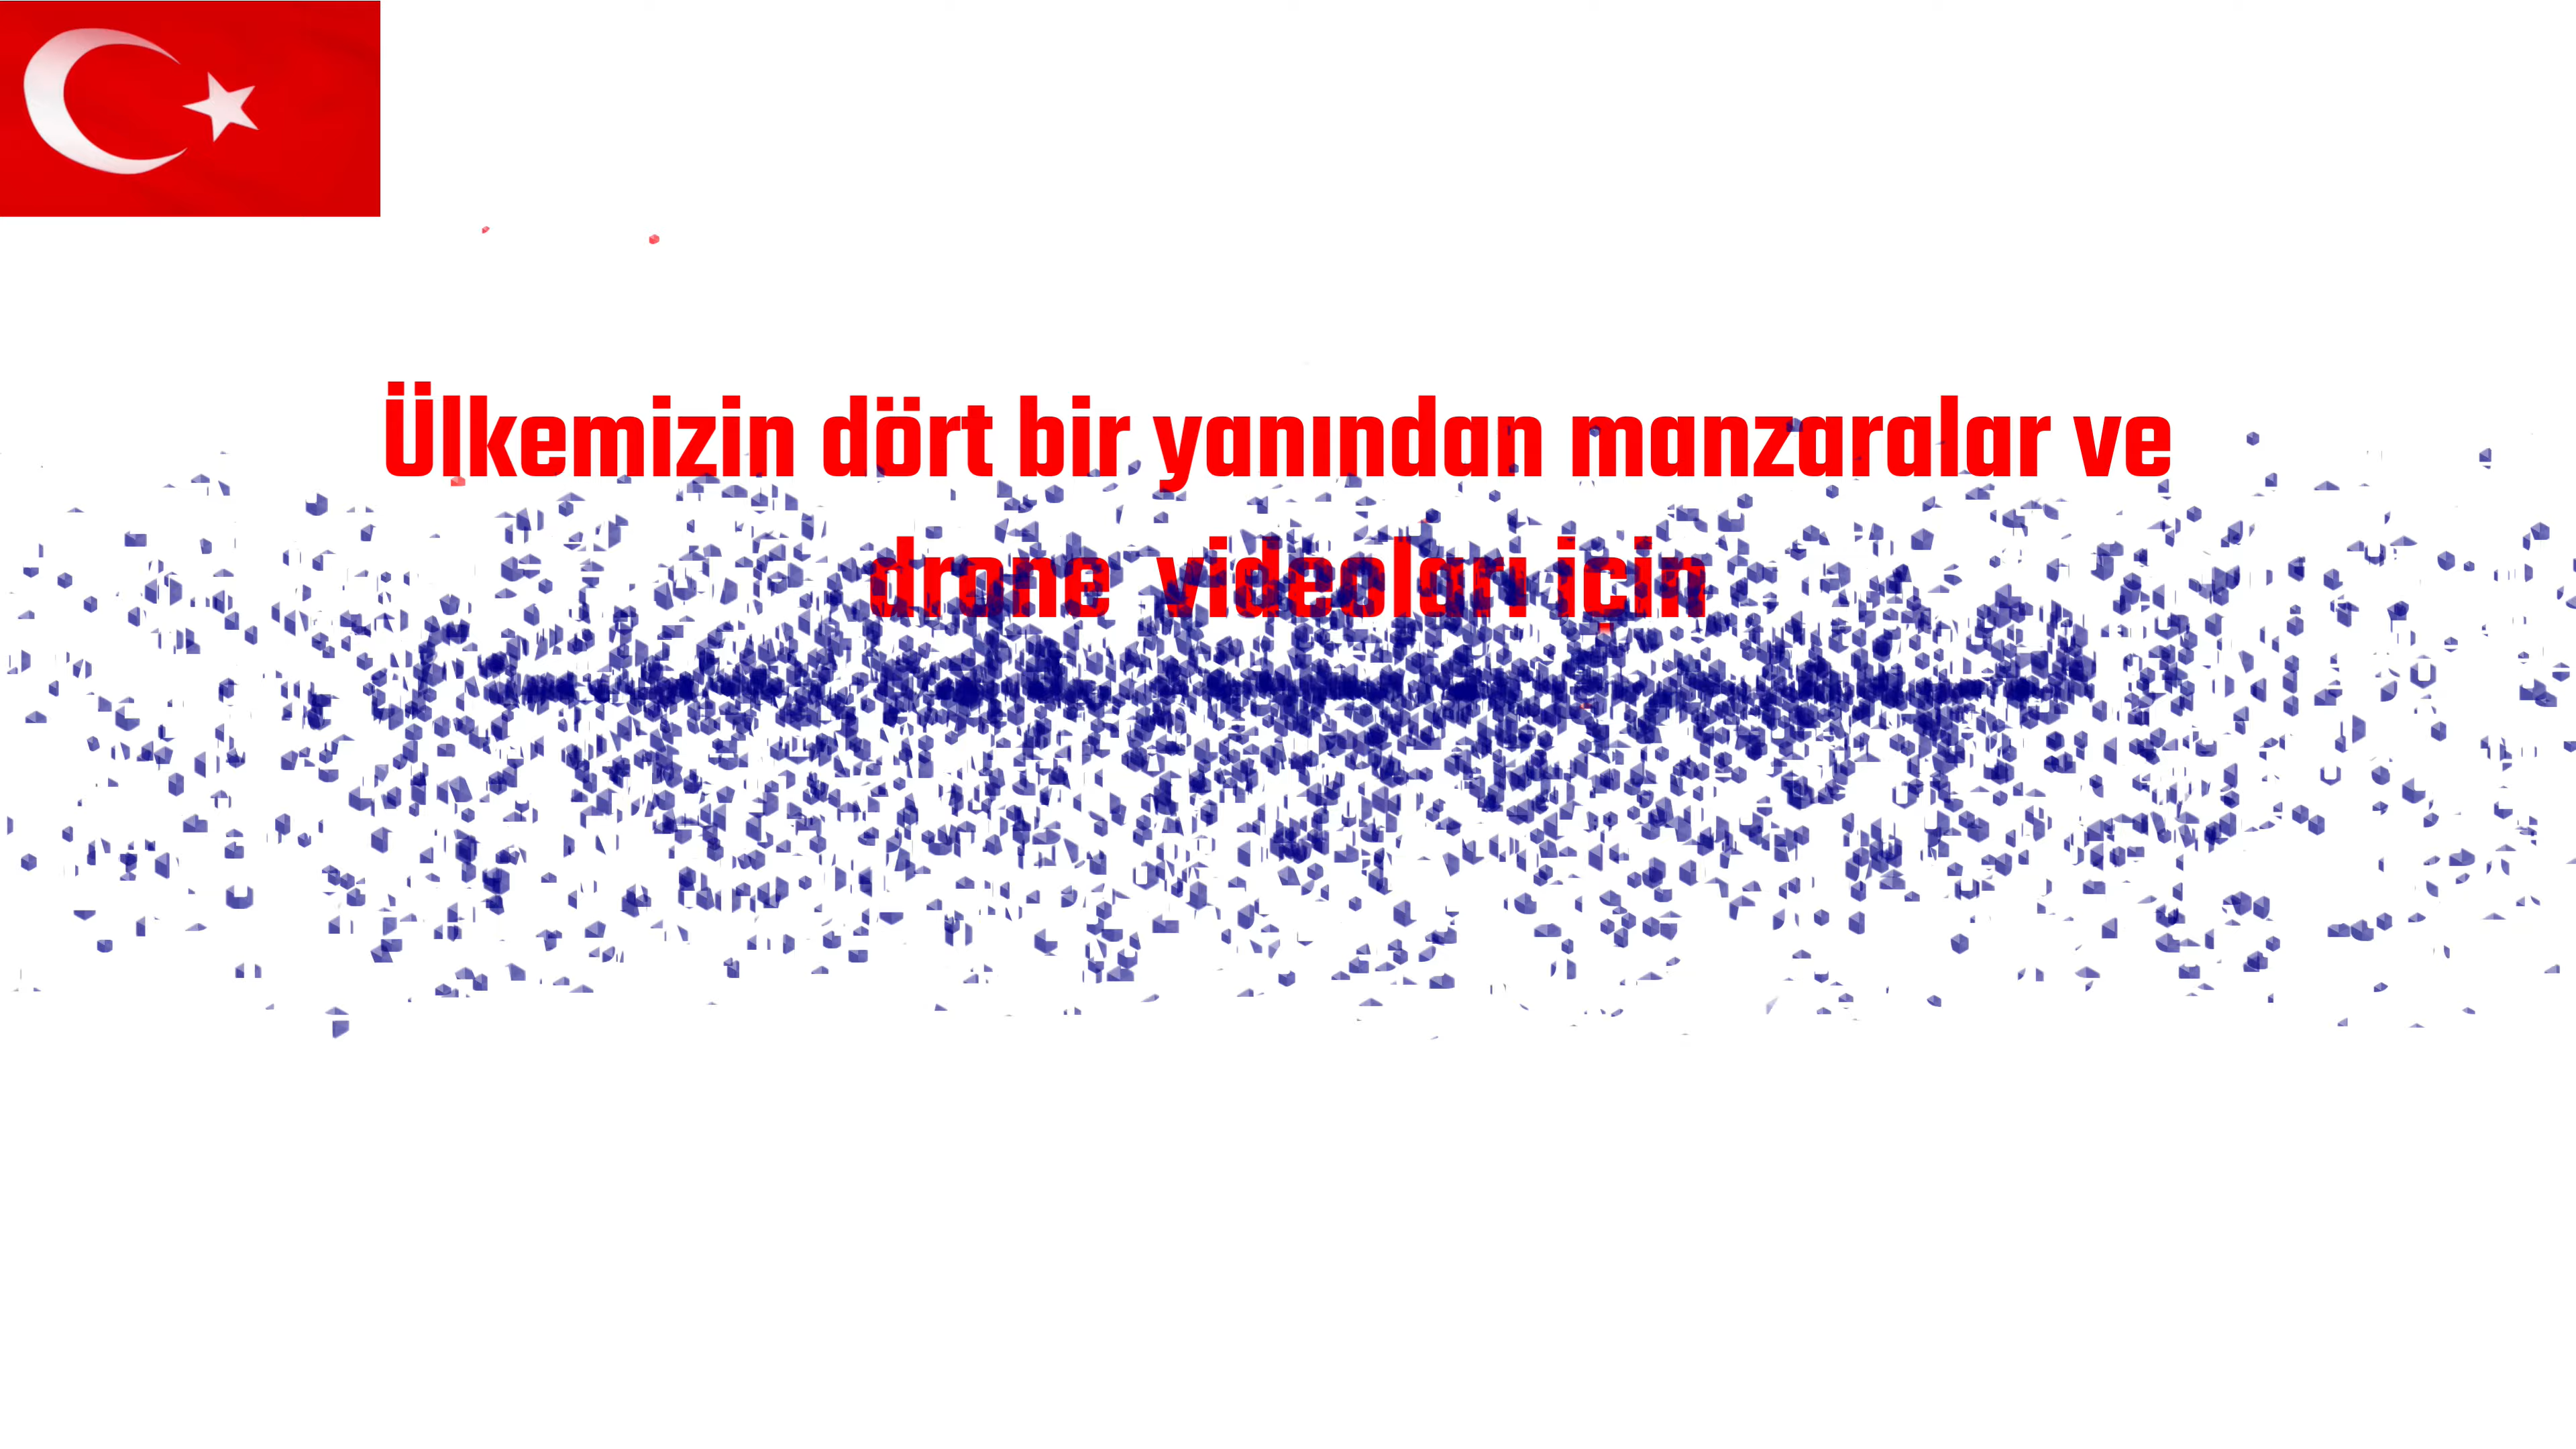 Ülkemizin dört bir yanından manzaralar ve
drone videoları için